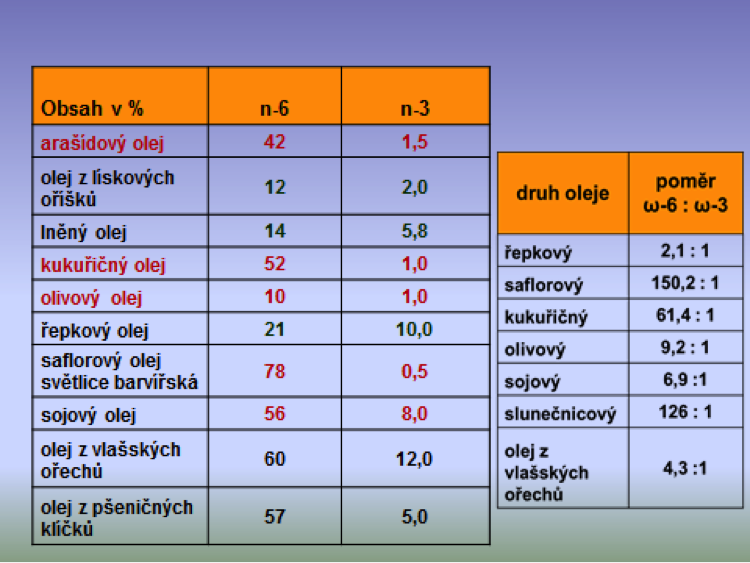 Obsah v % n-6 n-3
arašídový olej 42 1,5
olej z lískových
oříšků 12 2,0
lněný olej 14 5,8
kukuřičný olej 52 1,0
olivový olej 10 1,0
řepkový olej 21 10,0
saflorový olej
světlice barvířská 78 0,5
sojový olej 56 8,0
olej z vlašských
ořechů 60 12,0
olej z pšeničných
klíčků 57 5,0
druh oleje poměr
ω-6 : ω-3
řepkový 2,1 : 1
saflorový 150,2 : 1
kukuřičný 61,4 : 1
olivový 9,2 : 1
sojový 6,9 :1
slunečnicový 126 : 1
olej z
vlašských
ořechů 4,3 :1